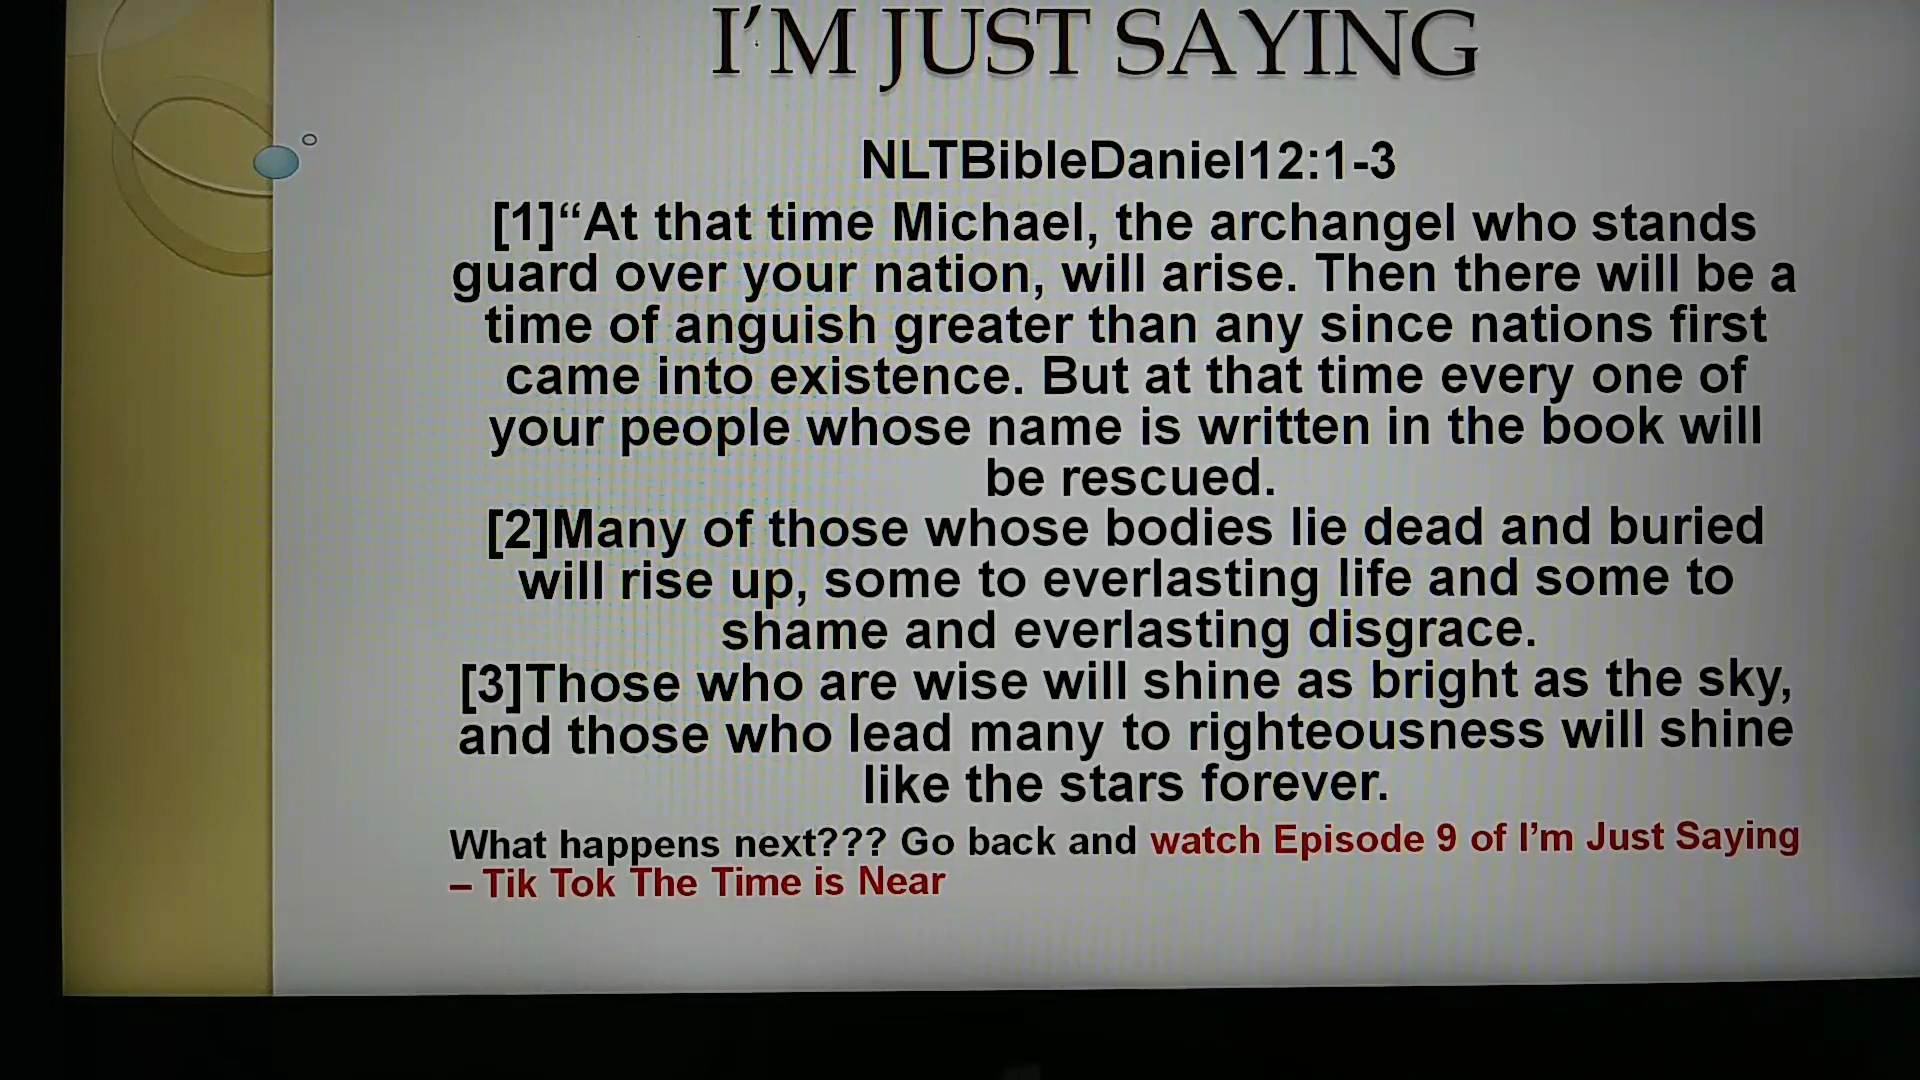 I’M JUST SAYING
NLTBibleDaniel12:1-3
[1]“At that time Michael, the archangel who stands
guard over your nation, will arise. Then there will be a
time of anguish greater than any since nations first
came into existence. But at that time every one of
your people whose name is written in the book will
be rescued.
[2]Many of those whose bodies lie dead and buried
will rise up, some to everlasting life and some to
shame and everlasting disgrace.
[3]Those who are wise will shine as bright as the sky,
and those who lead many to righteousness will shine
like the stars forever.
What happens next??? Go back and watch Episode 9 of I’m Just Saying
– Tik Tok The Time is Near